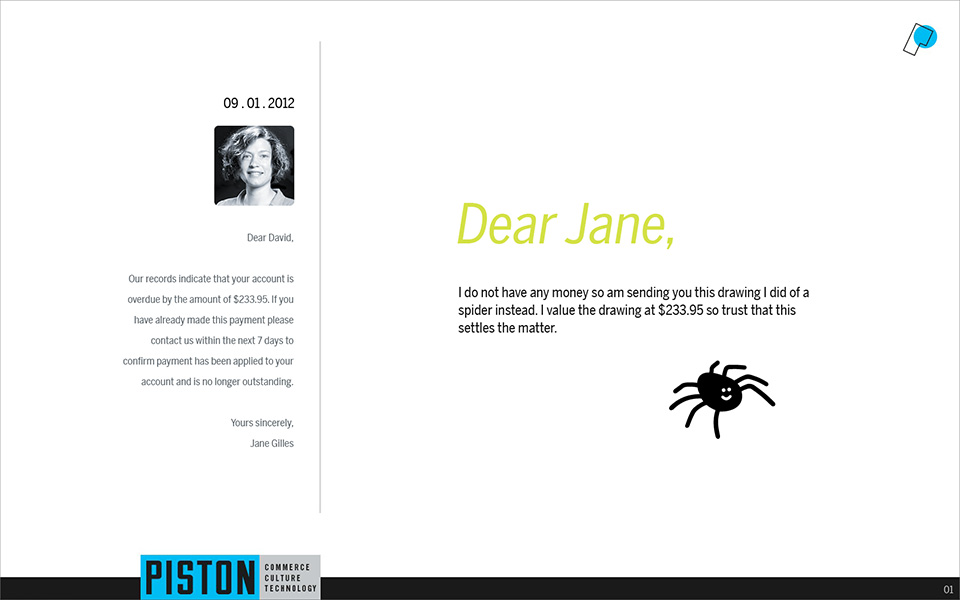 09 . 01 . 2012
Dear David,
Our records indicate that your account is
overdue by the amount of $233.95. If you
have already made this payment please
contact us within the next 7 days to
confirm payment has been applied to your
account and is no longer outstanding.
Yours sincerely,
Jane Gilles
Dear Jane,
I do not have any money so am sending you this drawing I did of a
spider instead. I value the drawing at $233.95 so trust that this
settles the matter.
PISTON
COMMERCE
CULTURE
TECHNOLOGY
01